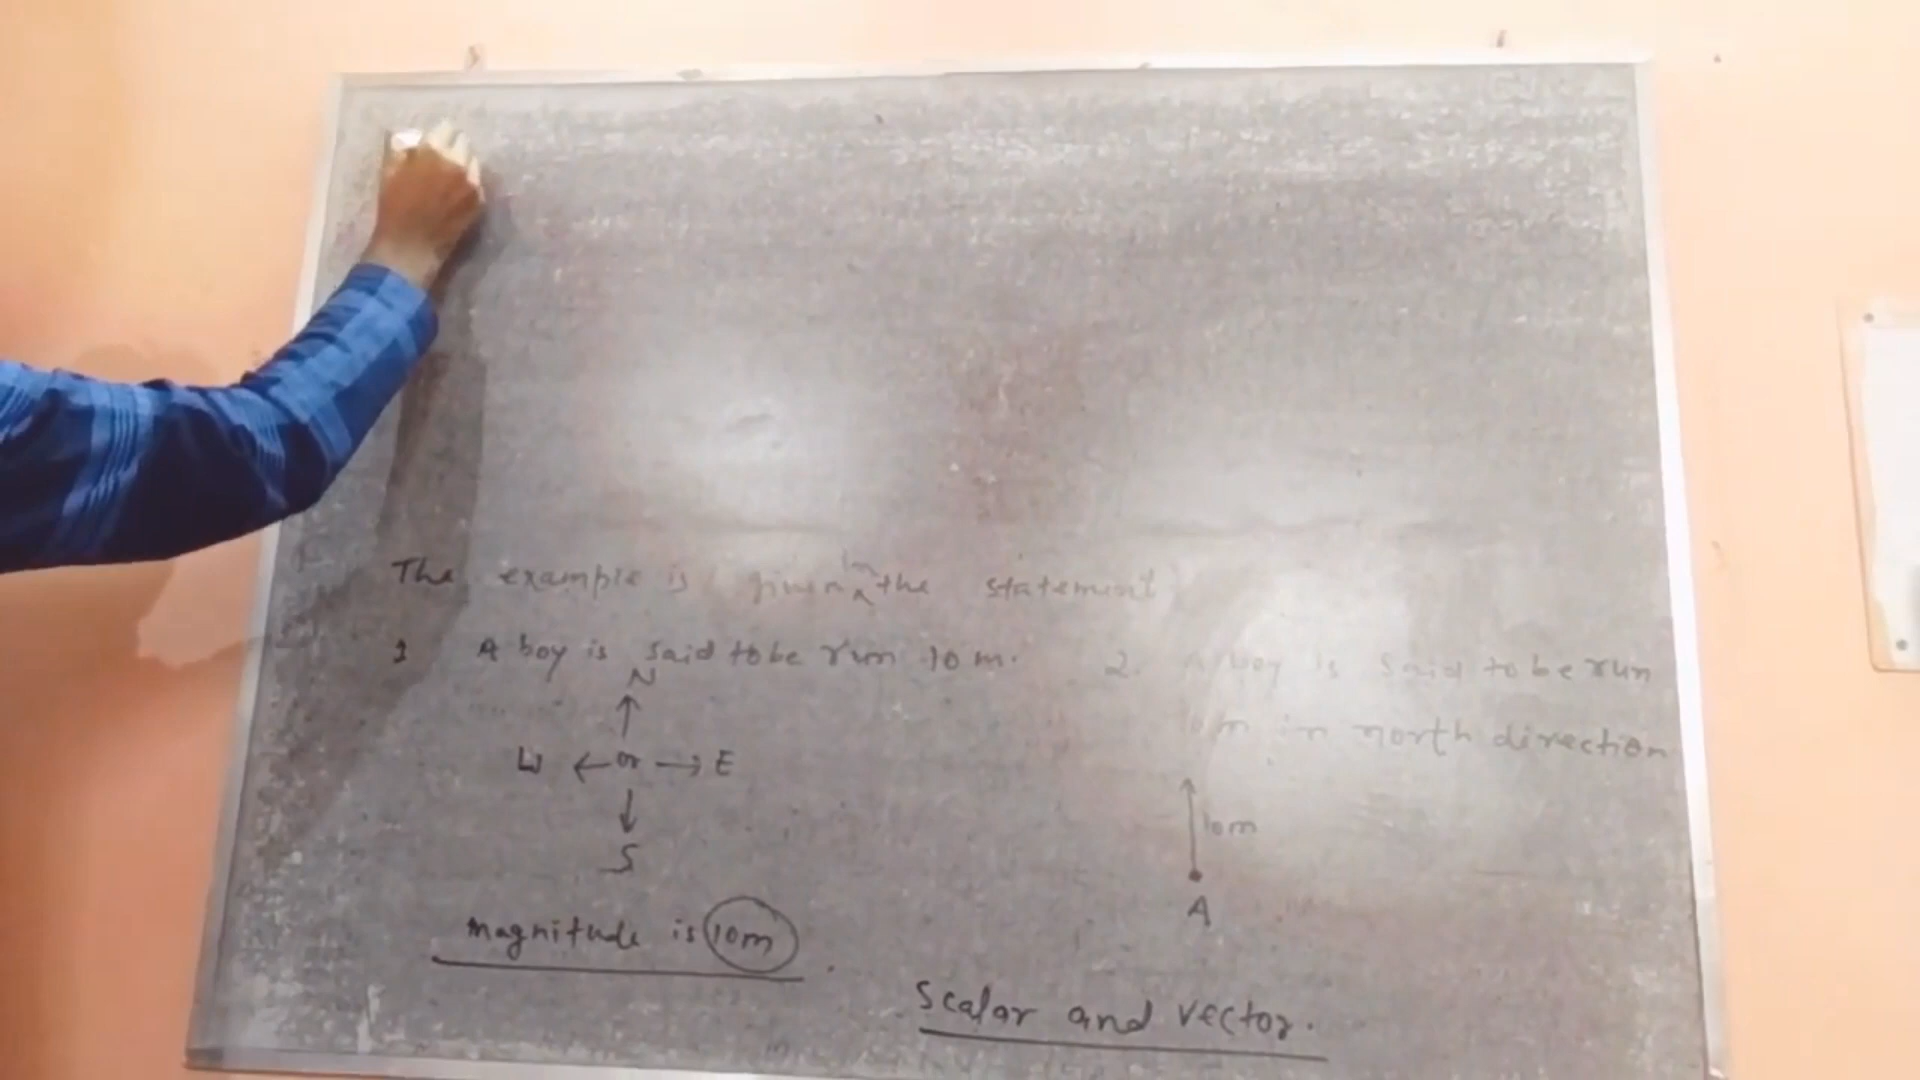 The example is given in the statement
1 A boy is said to be run 10 m.
N
W ← or → E
S
magnitude is 10m
2. A boy is said to be run
10 m in north direction
10m
A
Scalar and vector.